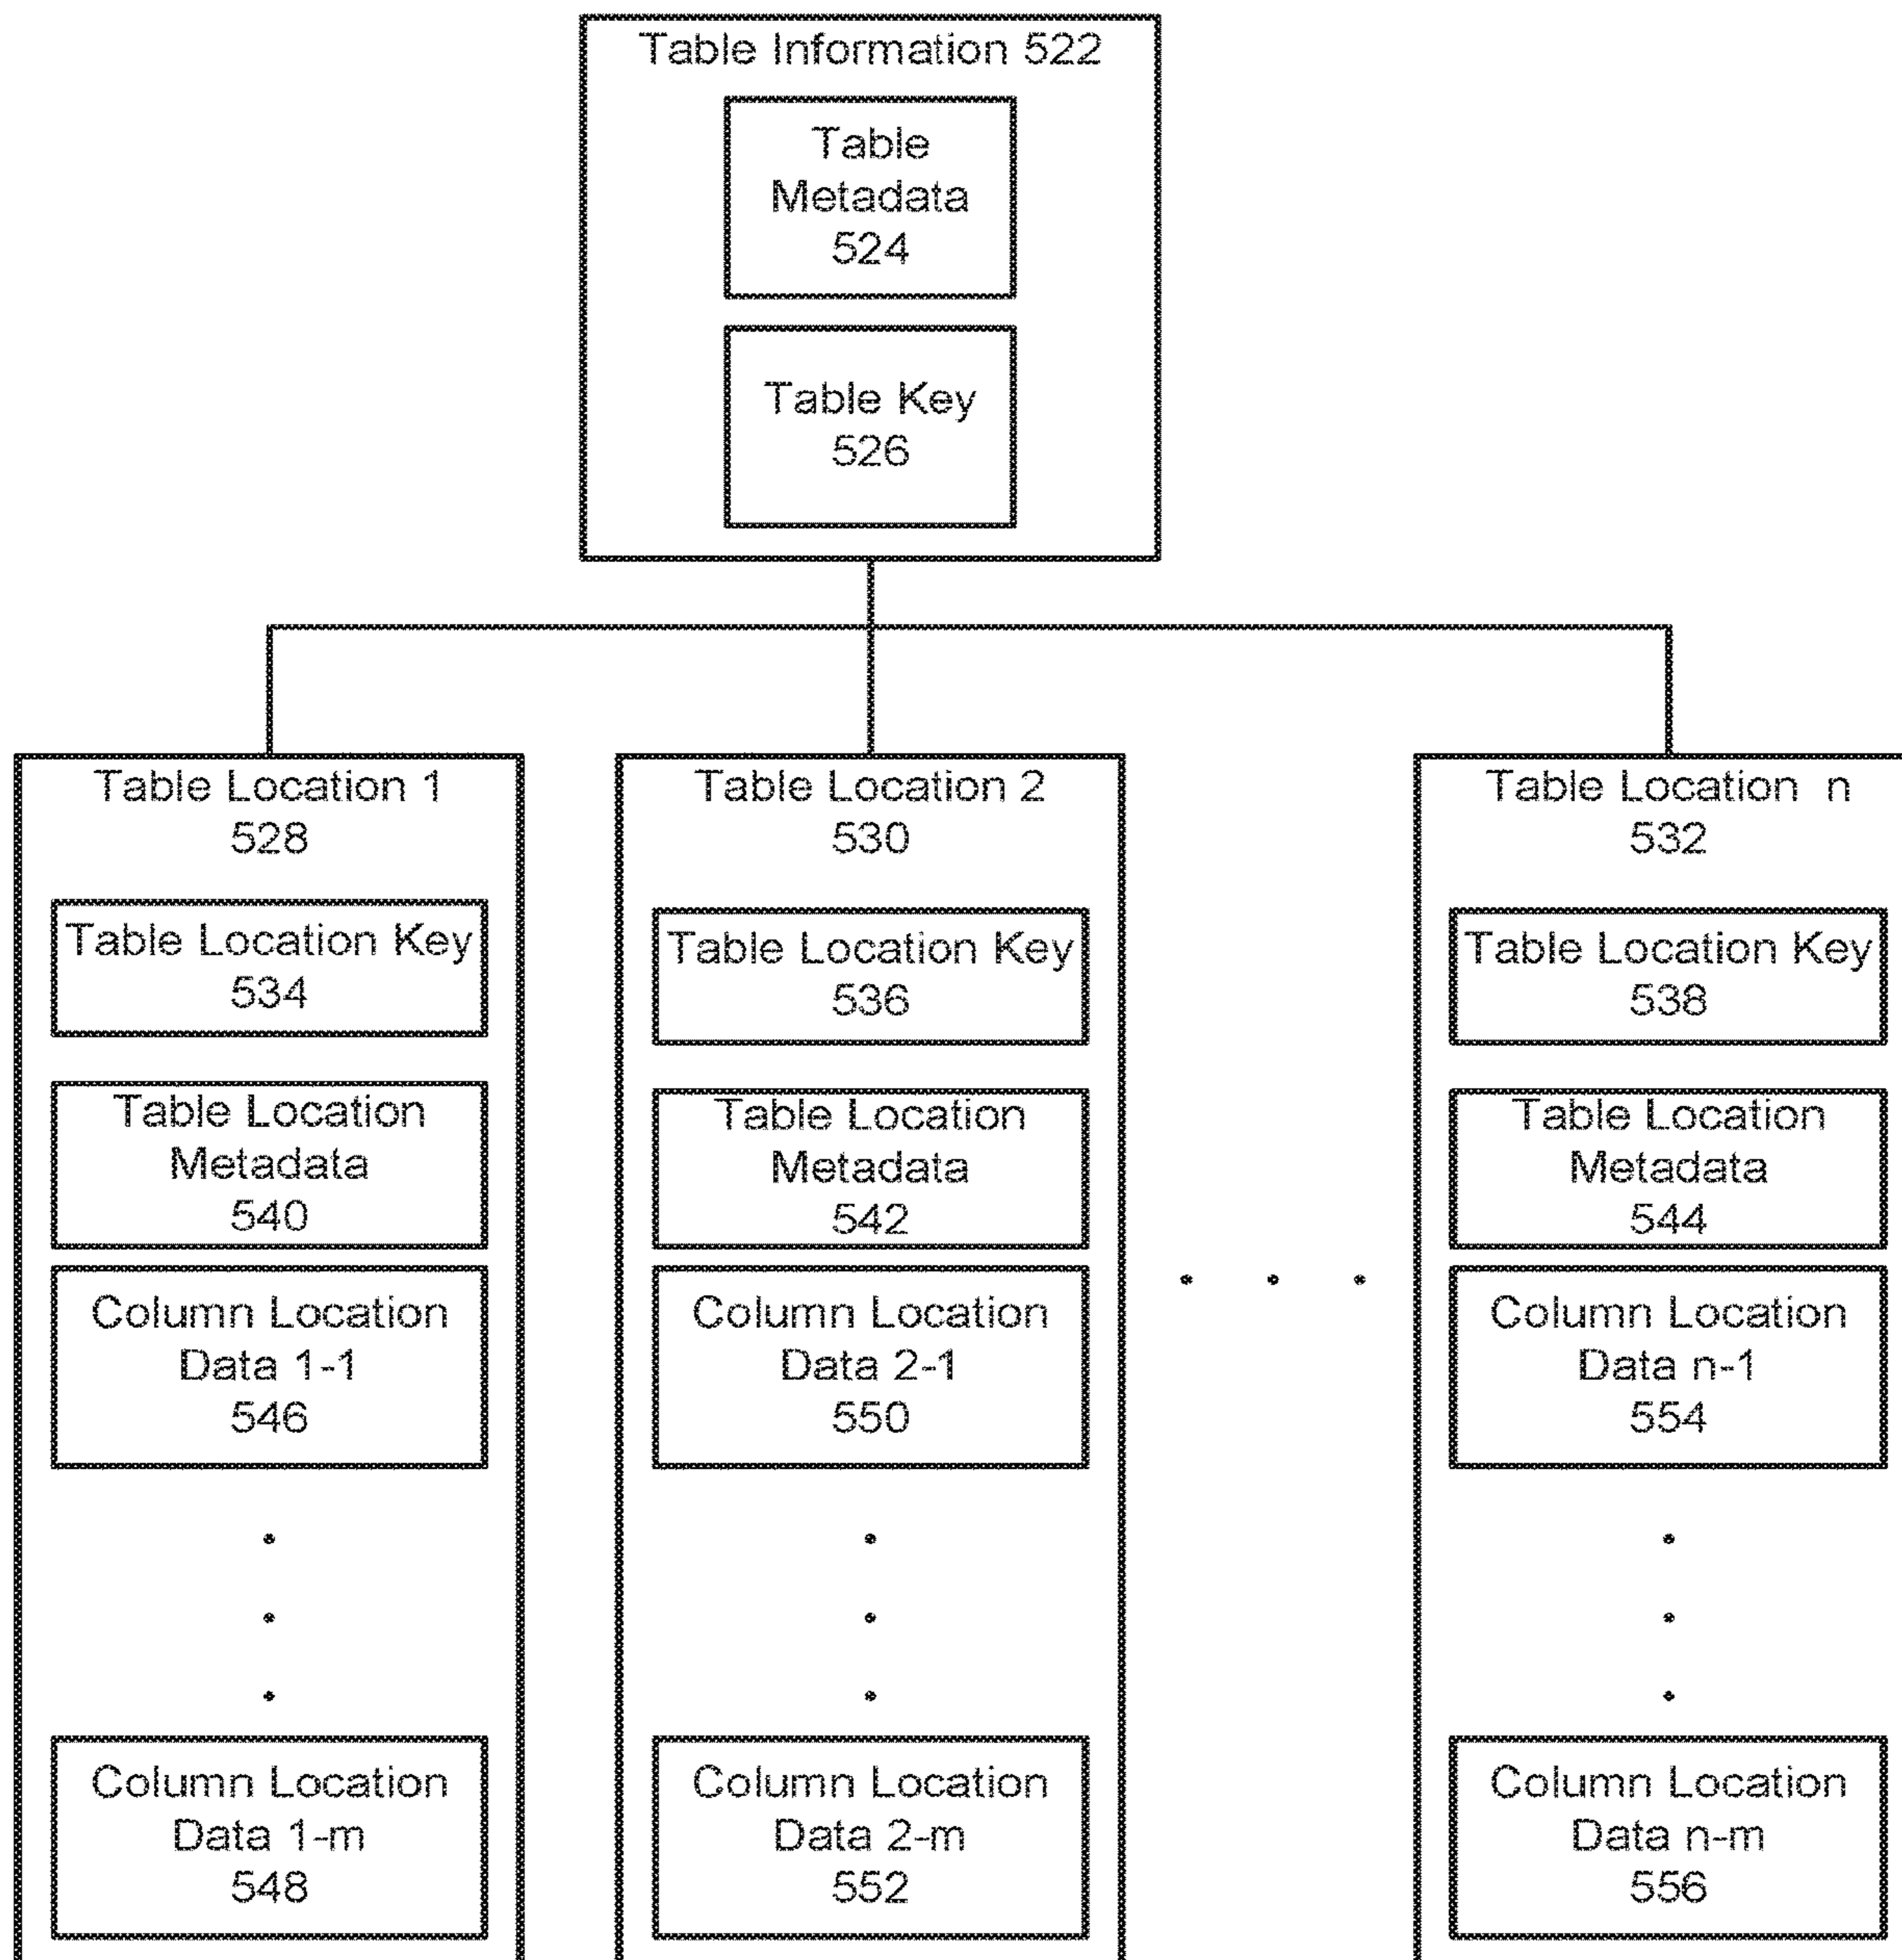 Table Information 522
Table
Metadata
524
Table Key
526
Table Location 1
528
Table Location Key
534
Table Location
Metadata
540
Column Location
Data 1-1
546
Column Location
Data 1-m
548
Table Location 2
530
Table Location Key
536
Table Location
Metadata
542
Column Location
Data 2-1
550
Column Location
Data 2-m
552
Table Location n
532
Table Location Key
538
Table Location
Metadata
544
Column Location
Data n-1
554
Column Location
Data n-m
556